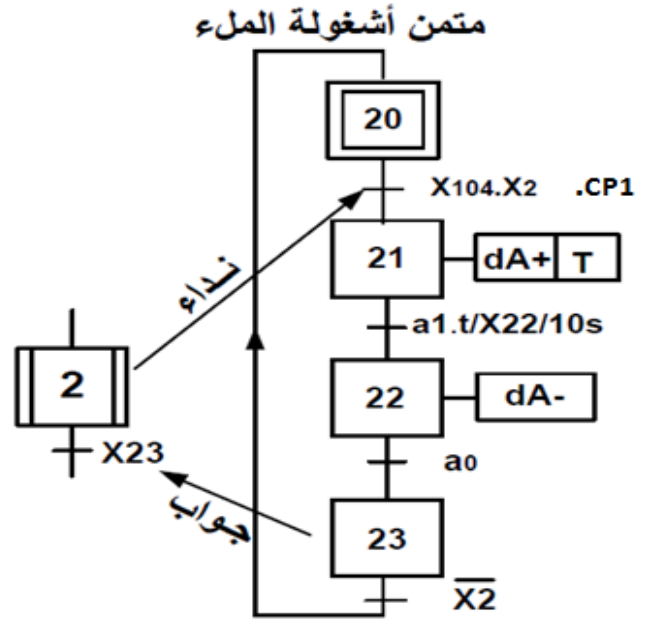 متمن أشغولة الملء
20
X104.X2 .CP1
نداء
21
dA+ T
a1.t/X22/10s
2
22
dA-
X23
a0
جواب
23
X2